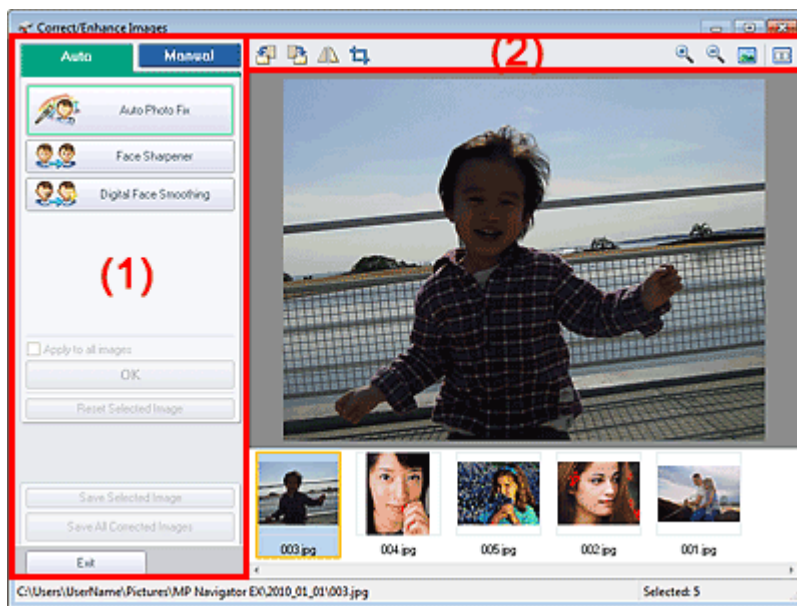 Correct/Enhance Images
Auto
Manual
(2)
Auto Photo Fix
Face Sharpener
Digital Face Smoothing
(1)
Apply to all images
OK
Reset Selected Image
Save Selected Image
Save All Corrected Images
Exit
003.jpg
004.jpg
005.jpg
002.jpg
001.jpg
C:\Users\UserName\Pictures\MP Navigator EX\2010_01_01\003.jpg
Selected: 5